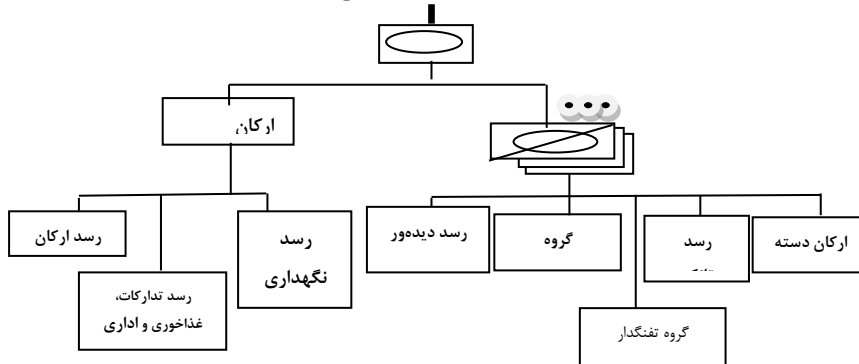 ارکان
ارکان دسته
رسد
گروه
رسد دیده‌ور
گروه تفنگدار
رسد
نگهداری
رسد تدارکات،
غذاخوری و اداری
رسد ارکان